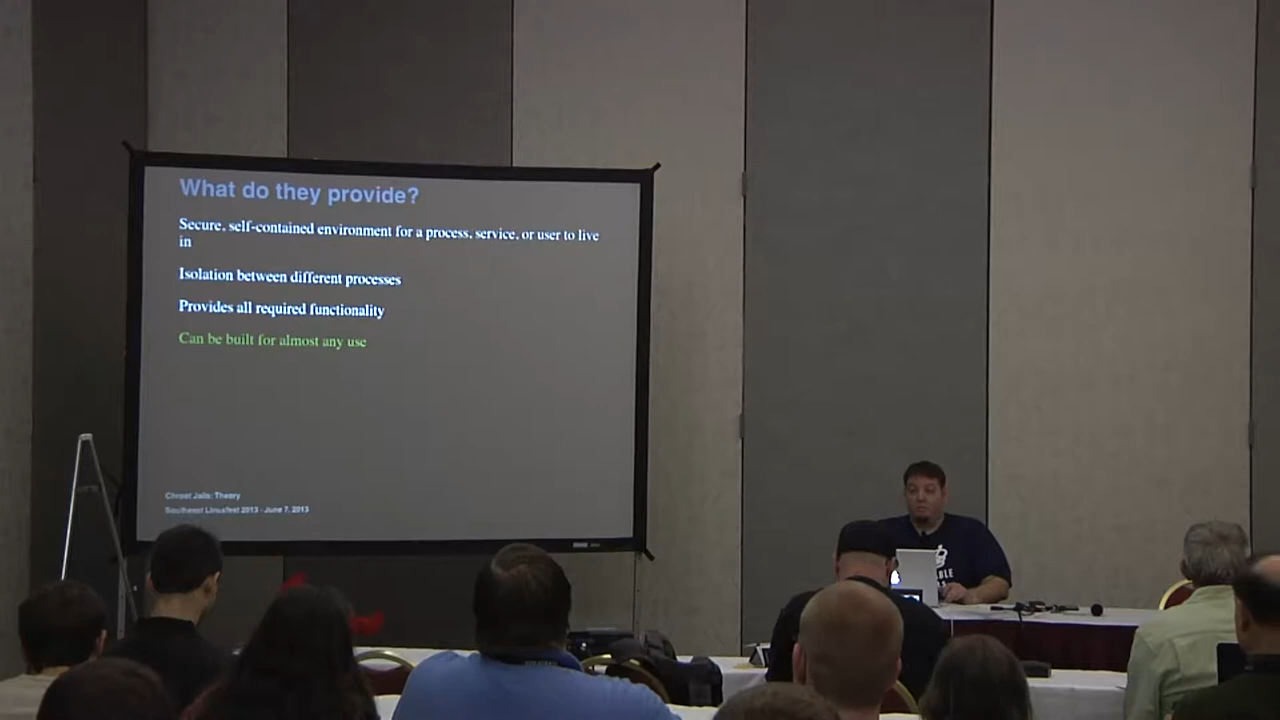 What do they provide?
Secure, self-contained environment for a process, service, or user to live
in
Isolation between different processes
Provides all required functionality
Can be built for almost any use
Chroot Jails: Theory
Southeast Linuxfest 2013 - June 7, 2013